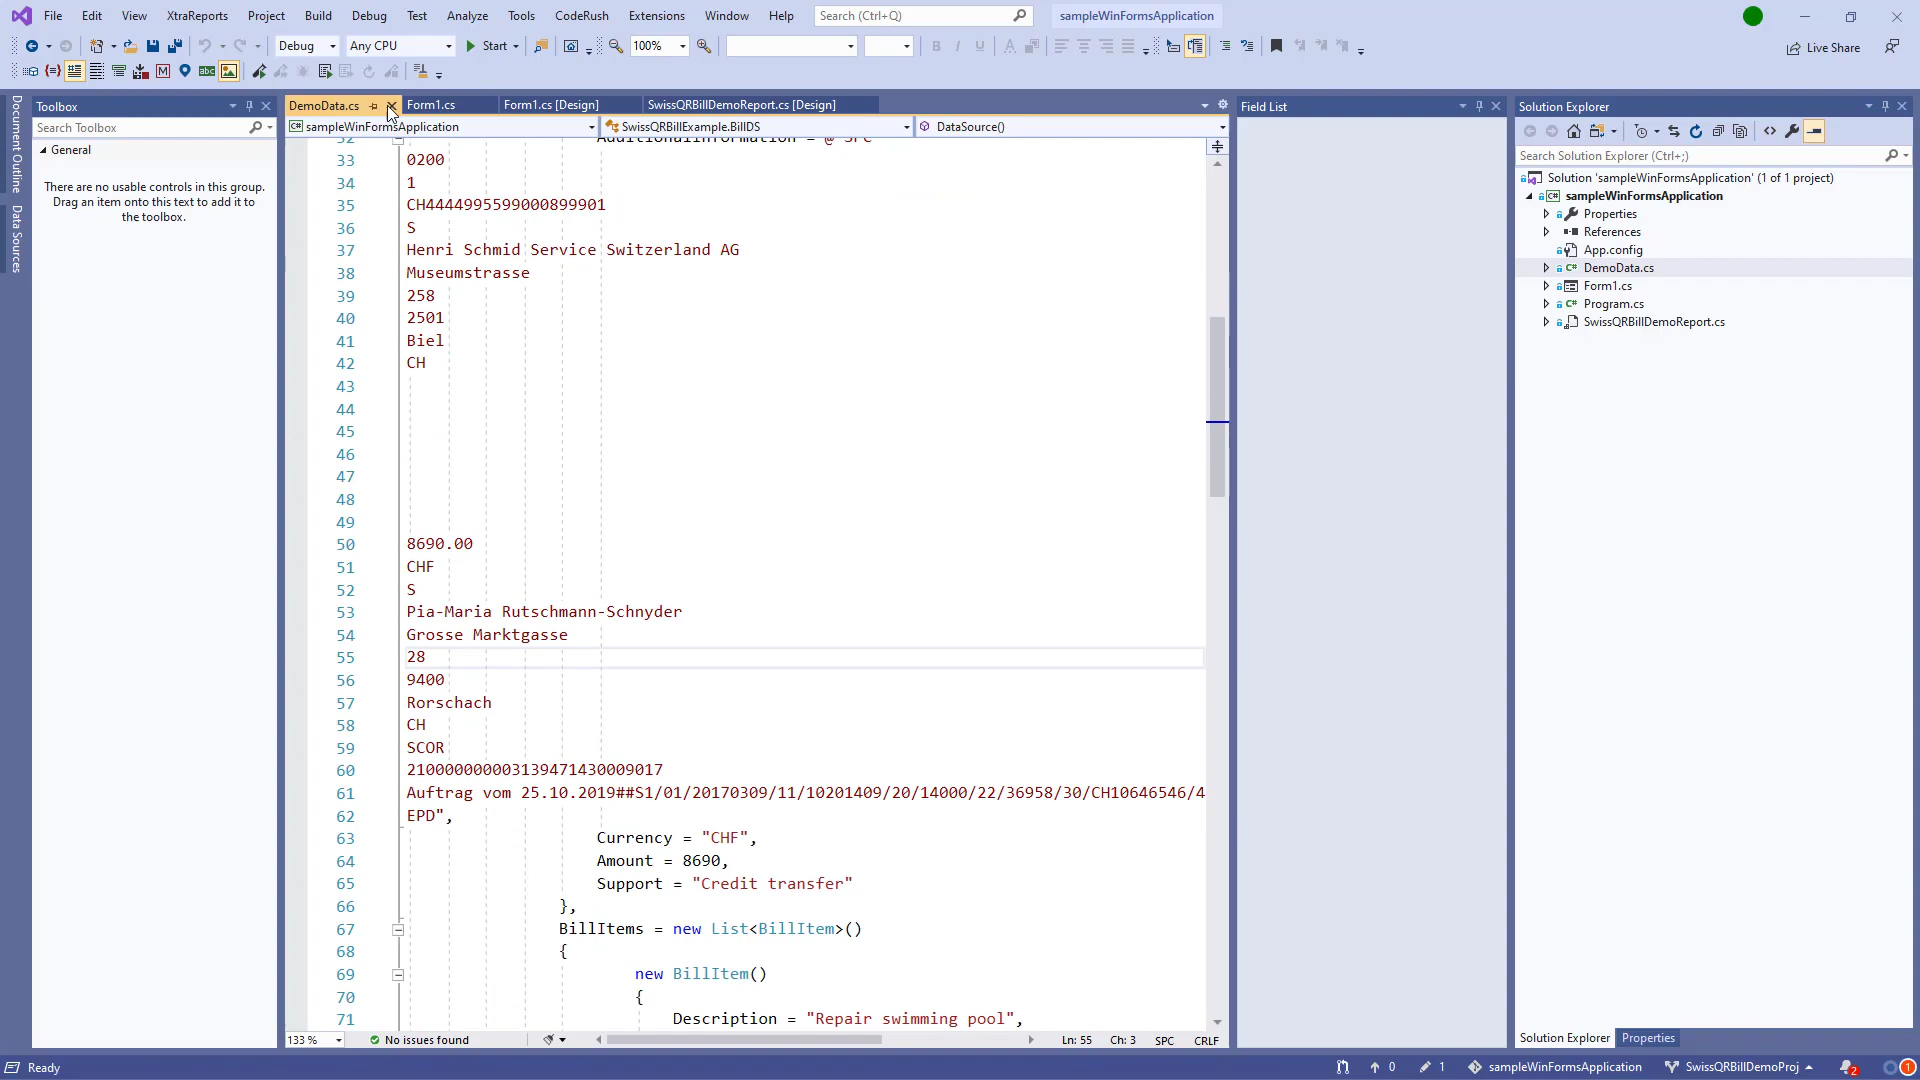 File Edit View XtraReports Project Build Debug Test Analyze Tools CodeRush Extensions Window Help Search (Ctrl+Q) sampleWinFormsApplication
Debug Any CPU Start 100% Live Share
Toolbox
Search Toolbox
General
There are no usable controls in this group.
Drag an item onto this text to add it to
the toolbox.
Document Outline
Data Sources
DemoData.cs Form1.cs Form1.cs [Design] SwissQRBillDemoReport.cs [Design]
sampleWinFormsApplication SwissQRBillExample.BillDS DataSource()
33 0200
34 1
35 CH4444995599000899901
36 S
37 Henri Schmid Service Switzerland AG
38 Museumstrasse
39 258
40 2501
41 Biel
42 CH
43
44
45
46
47
48
49
50 8690.00
51 CHF
52 S
53 Pia-Maria Rutschmann-Schnyder
54 Grosse Marktgasse
55 28
56 9400
57 Rorschach
58 CH
59 SCOR
60 210000000003139471430009017
61 Auftrag vom 25.10.2019##S1/01/20170309/11/10201409/20/14000/22/36958/30/CH10646546/4
62 EPD",
63 Currency = "CHF",
64 Amount = 8690,
65 Support = "Credit transfer"
66 },
67 BillItems = new List<BillItem>()
68 {
69 new BillItem()
70 {
71 Description = "Repair swimming pool",
133 % No issues found Ln: 55 Ch: 3 SPC CRLF
Field List
Solution Explorer
Search Solution Explorer (Ctrl+;)
Solution 'sampleWinFormsApplication' (1 of 1 project)
sampleWinFormsApplication
Properties
References
App.config
DemoData.cs
Form1.cs
Program.cs
SwissQRBillDemoReport.cs
Solution Explorer Properties
Ready 0 1 sampleWinFormsApplication SwissQRBillDemoProj 2 1